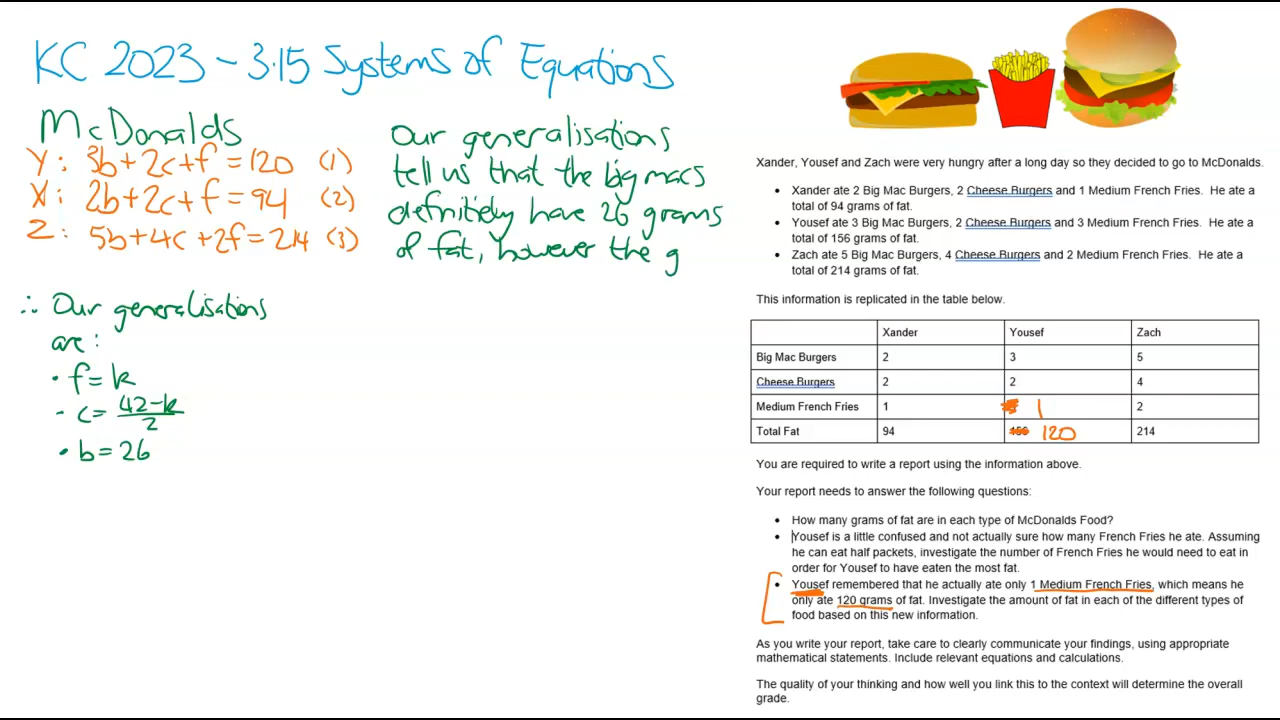 KC 2023 - 3.15 Systems of Equations
McDonalds
Y: 3b+2c+f=120 (1)
X: 2b+2c+f=94 (2)
Z: 5b+4c+2f=214 (3)
∴ Our generalisations
are:
• f=k
• c=(42-k)/2
• b=26
Our generalisations
tell us that the big macs
definitely have 26 grams
of fat, however the g
Xander, Yousef and Zach were very hungry after a long day so they decided to go to McDonalds.
• Xander ate 2 Big Mac Burgers, 2 Cheese Burgers and 1 Medium French Fries. He ate a
total of 94 grams of fat.
• Yousef ate 3 Big Mac Burgers, 2 Cheese Burgers and 3 Medium French Fries. He ate a
total of 156 grams of fat.
• Zach ate 5 Big Mac Burgers, 4 Cheese Burgers and 2 Medium French Fries. He ate a
total of 214 grams of fat.
This information is replicated in the table below.
Xander Yousef Zach
Big Mac Burgers 2 3 5
Cheese Burgers 2 2 4
Medium French Fries 1 1 2
Total Fat 94 120 214
You are required to write a report using the information above.
Your report needs to answer the following questions:
• How many grams of fat are in each type of McDonalds Food?
• Yousef is a little confused and not actually sure how many French Fries he ate. Assuming
he can eat half packets, investigate the number of French Fries he would need to eat in
order for Yousef to have eaten the most fat.
• Yousef remembered that he actually ate only 1 Medium French Fries, which means he
only ate 120 grams of fat. Investigate the amount of fat in each of the different types of
food based on this new information.
As you write your report, take care to clearly communicate your findings, using appropriate
mathematical statements. Include relevant equations and calculations.
The quality of your thinking and how well you link this to the context will determine the overall
grade.